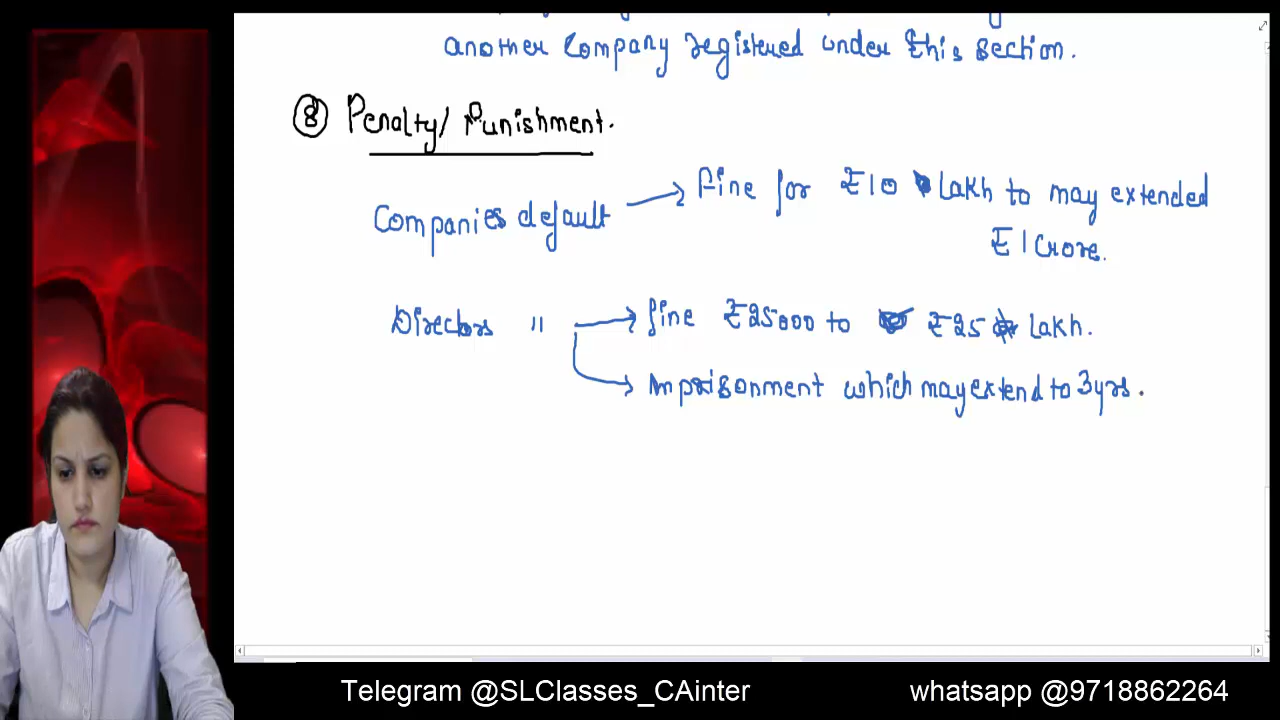 another Company registered under this section.
⑧ Penalty/ Punishment.
Companies default → Fine for ₹10 Lakh to may extended
₹1 Crore.
Directors " → fine ₹25000 to ₹25 Lakh.
→ Imprisonment which may extend to 3yrs.
Telegram @SLClasses_CAinter whatsapp @9718862264